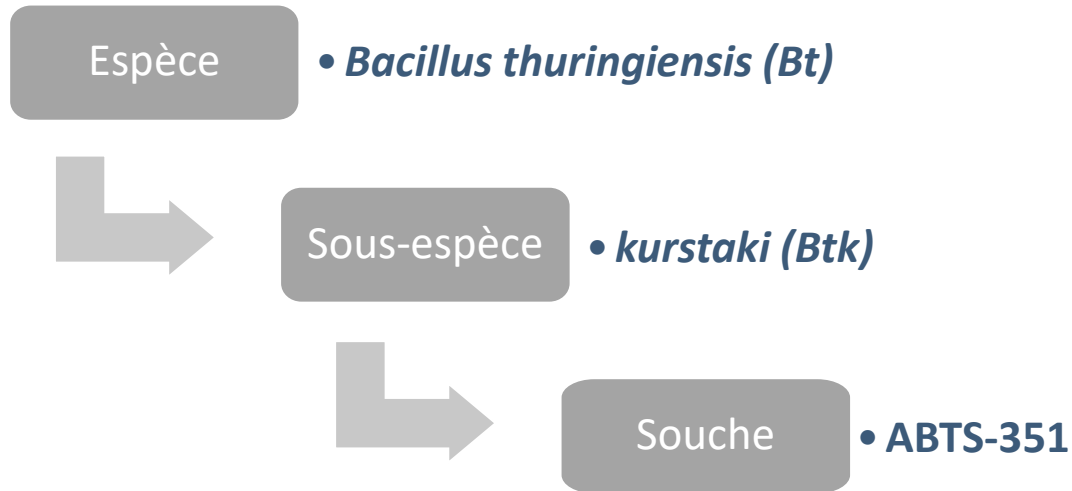 Espèce • Bacillus thuringiensis (Bt)
Sous-espèce • kurstaki (Btk)
Souche • ABTS-351